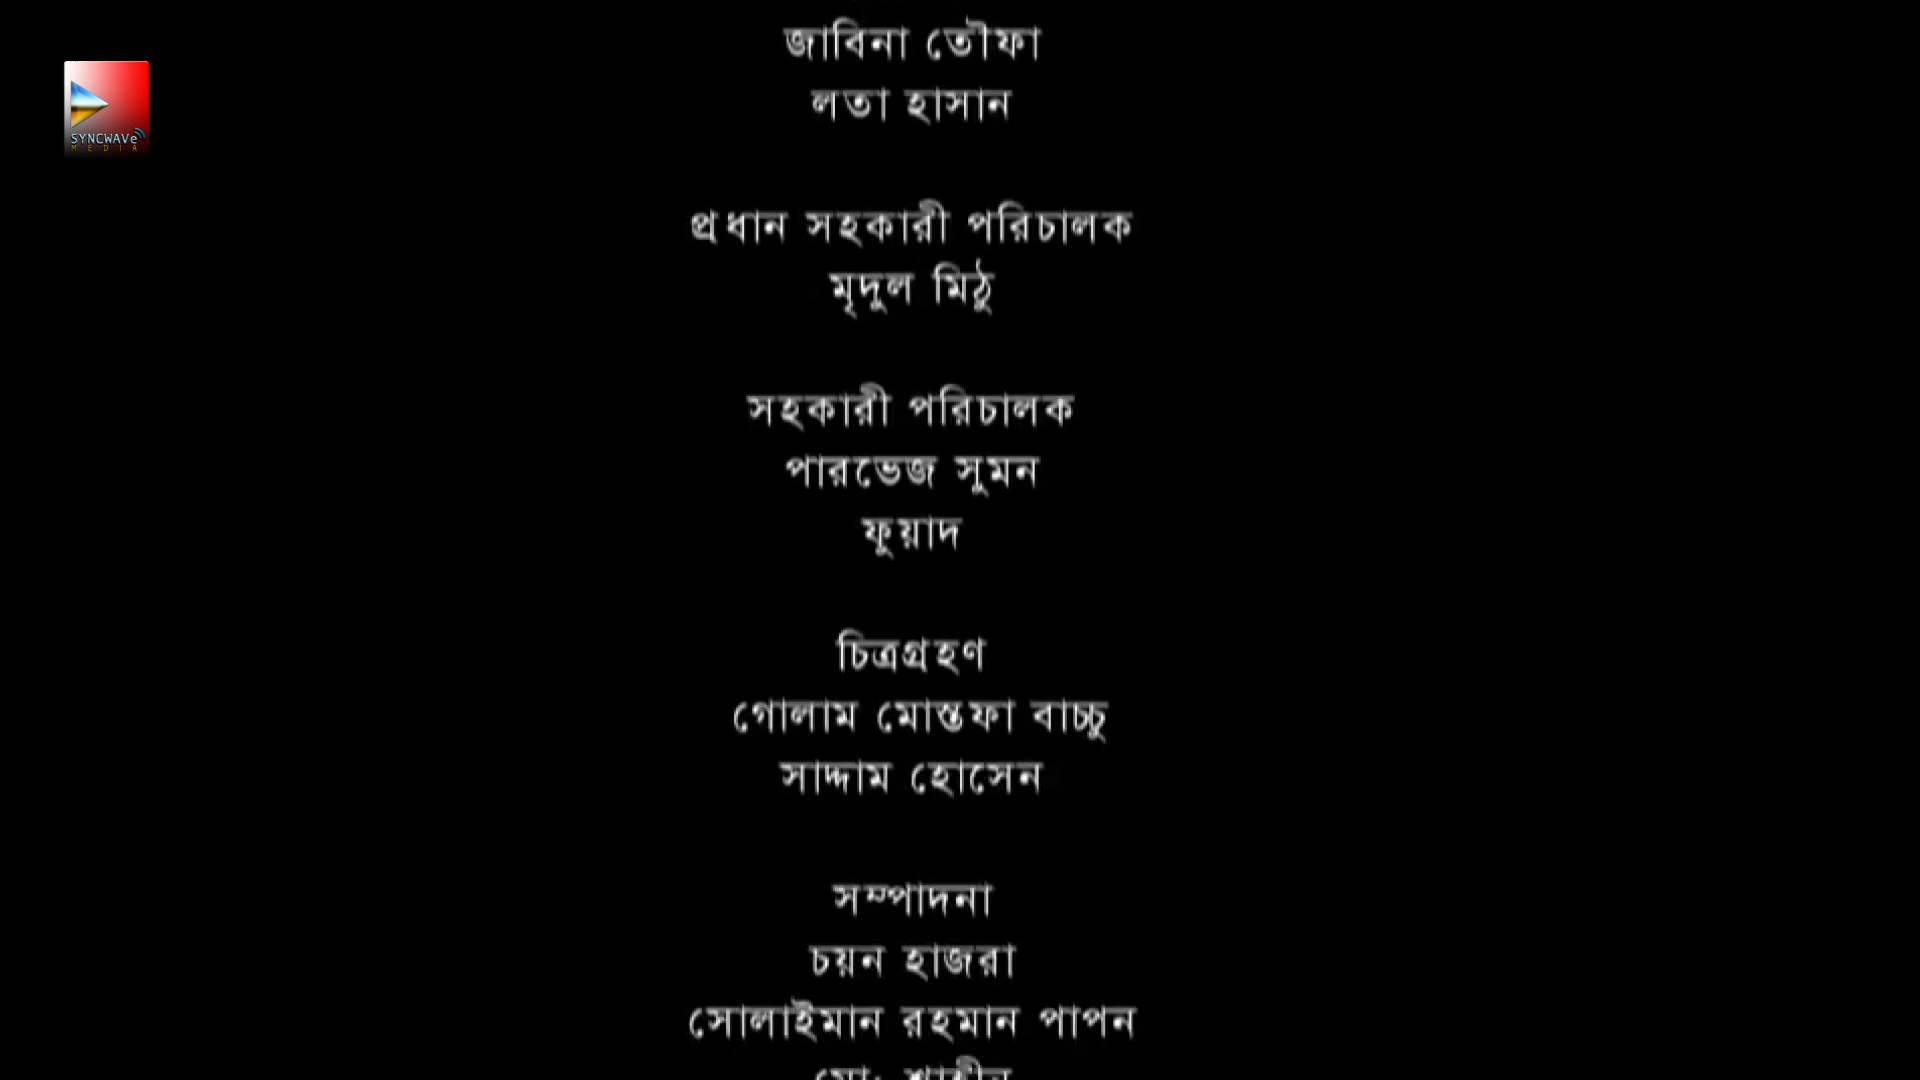 জাবিনা তৌফা
লতা হাসান
প্রধান সহকারী পরিচালক
মৃদুল মিঠু
সহকারী পরিচালক
পারভেজ সুমন
ফুয়াদ
চিত্রগ্রহণ
গোলাম মোস্তফা বাচ্চু
সাদ্দাম হোসেন
সম্পাদনা
চয়ন হাজরা
সোলাইমান রহমান পাপন
মো: শাহীন
SYNCWAVe
MEDIA